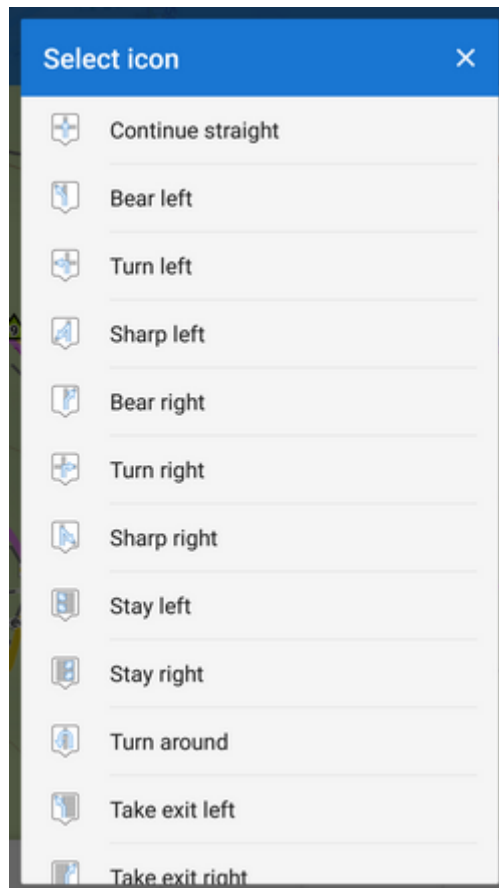 Select icon
Continue straight
Bear left
Turn left
Sharp left
Bear right
Turn right
Sharp right
Stay left
Stay right
Turn around
Take exit left
Take exit right